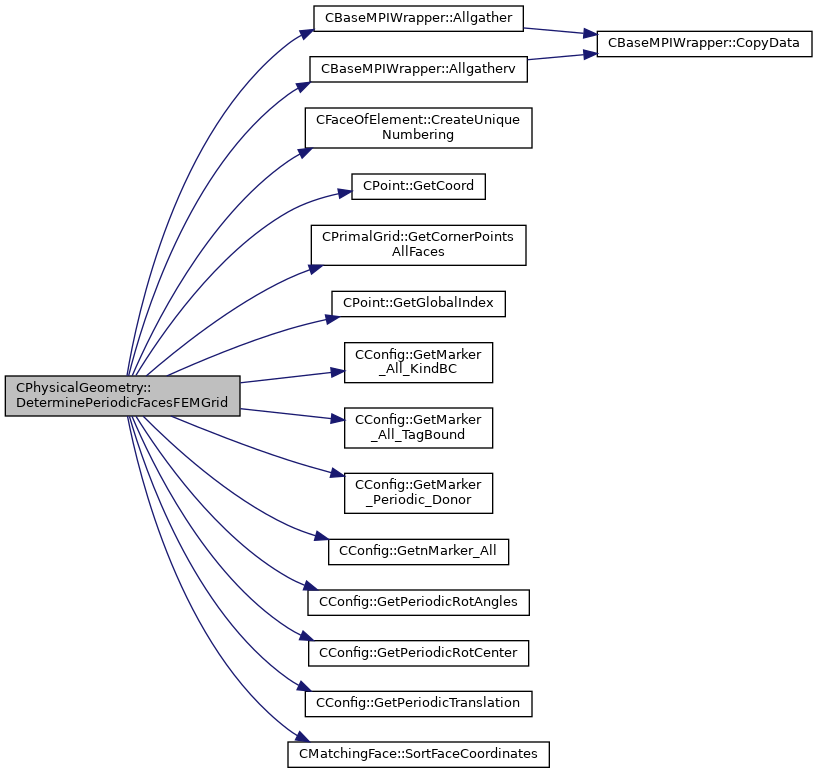 CBaseMPIWrapper::Allgather
CBaseMPIWrapper::CopyData
CBaseMPIWrapper::Allgatherv
CFaceOfElement::CreateUnique
Numbering
CPoint::GetCoord
CPrimalGrid::GetCornerPoints
AllFaces
CPoint::GetGlobalIndex
CConfig::GetMarker
_All_KindBC
CPhysicalGeometry::
DeterminePeriodicFacesFEMGrid
CConfig::GetMarker
_All_TagBound
CConfig::GetMarker
_Periodic_Donor
CConfig::GetnMarker_All
CConfig::GetPeriodicRotAngles
CConfig::GetPeriodicRotCenter
CConfig::GetPeriodicTranslation
CMatchingFace::SortFaceCoordinates